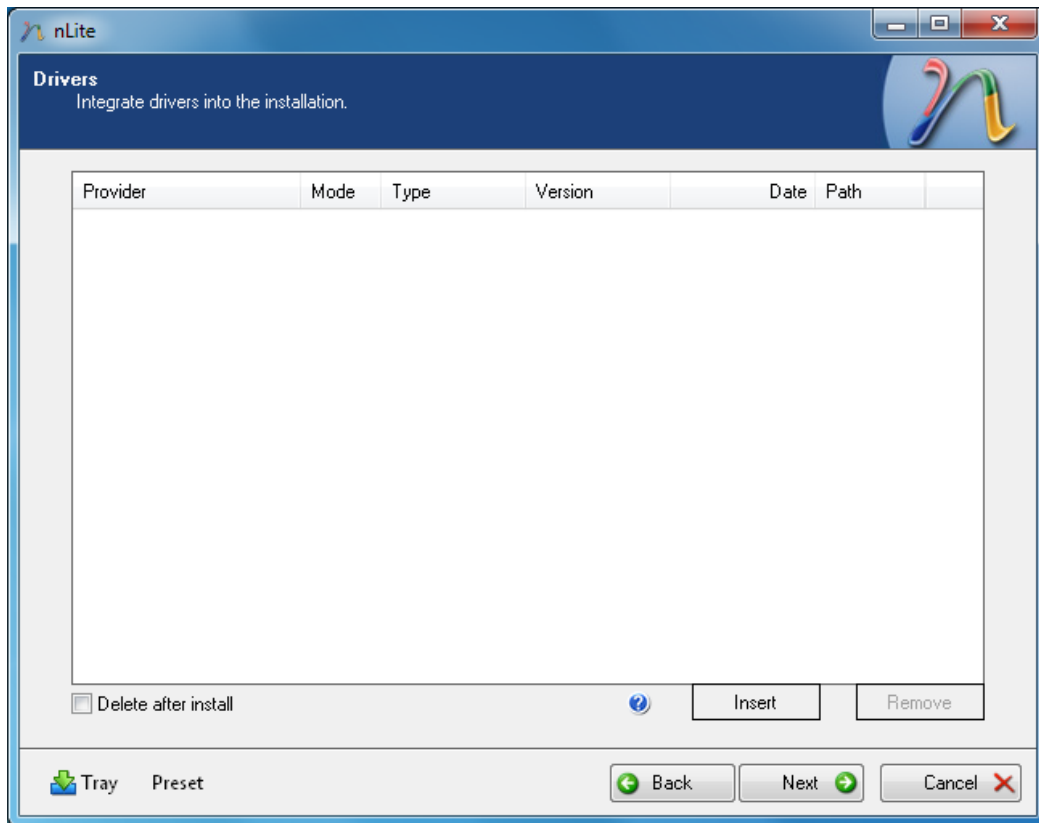 nLite
Drivers
Integrate drivers into the installation.
Provider Mode Type Version Date Path
Delete after install Insert Remove
Tray Preset Back Next Cancel